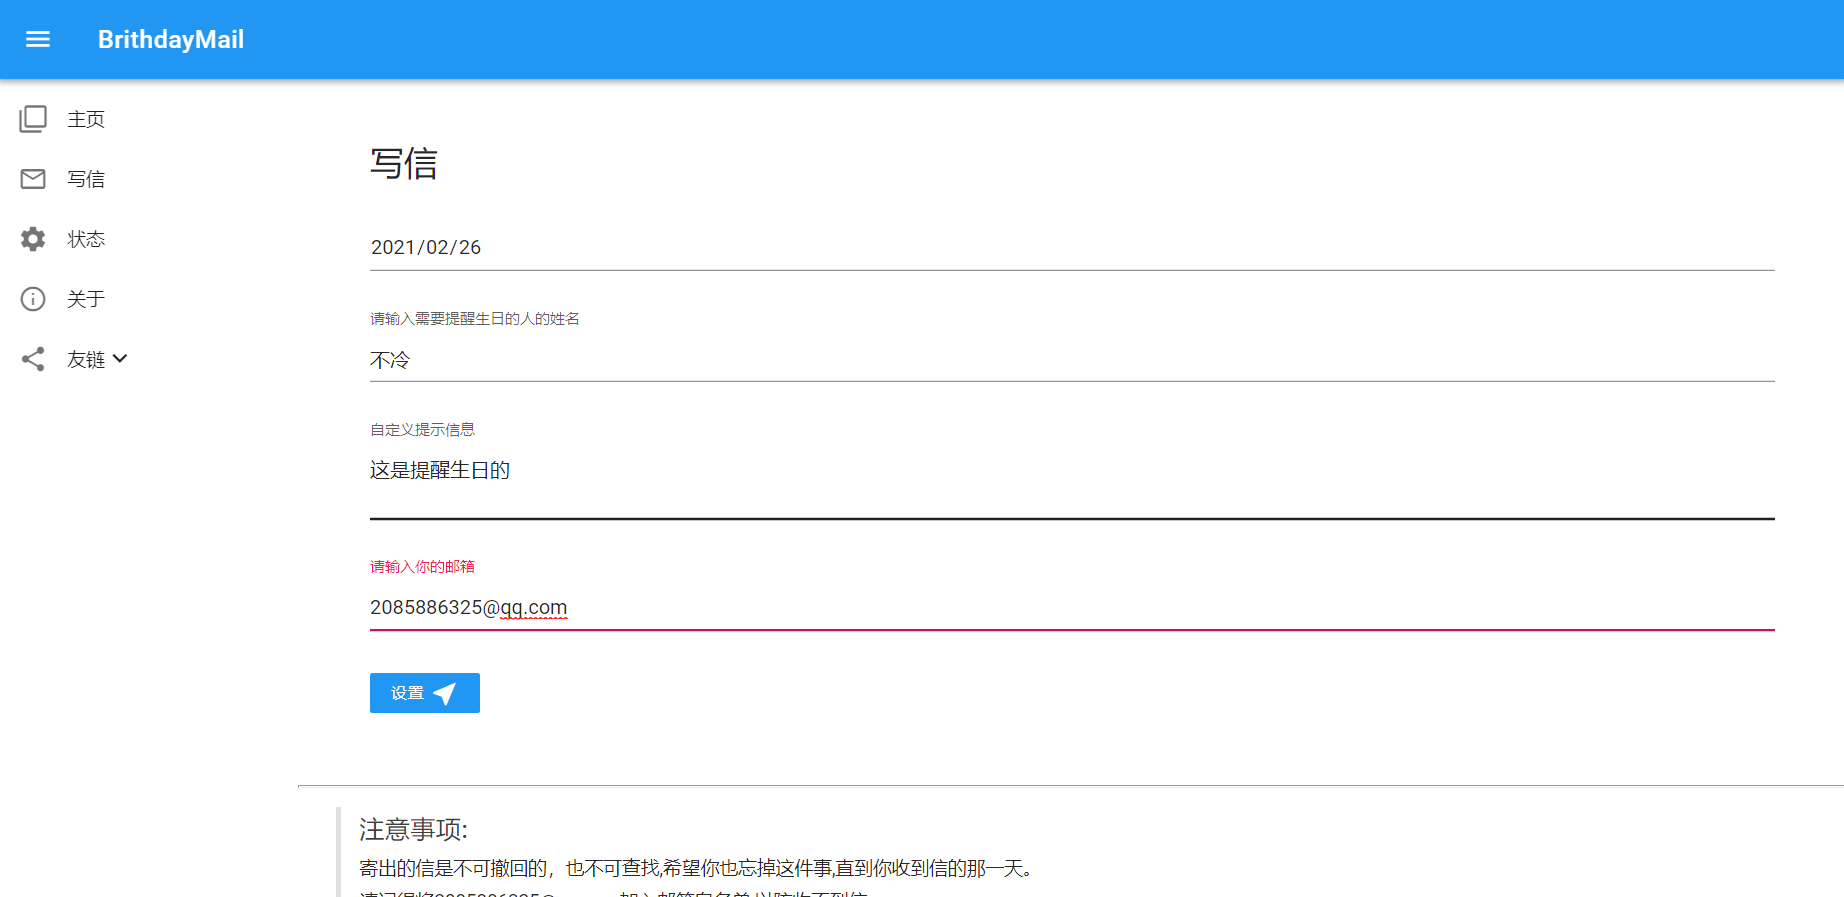 BrithdayMail
主页
写信
状态
关于
友链
写信
2021/02/26
请输入需要提醒生日的人的姓名
不冷
自定义提示信息
这是提醒生日的
请输入你的邮箱
2085886325@qq.com
设置
注意事项:
寄出的信是不可撤回的，也不可查找,希望你也忘掉这件事,直到你收到信的那一天。